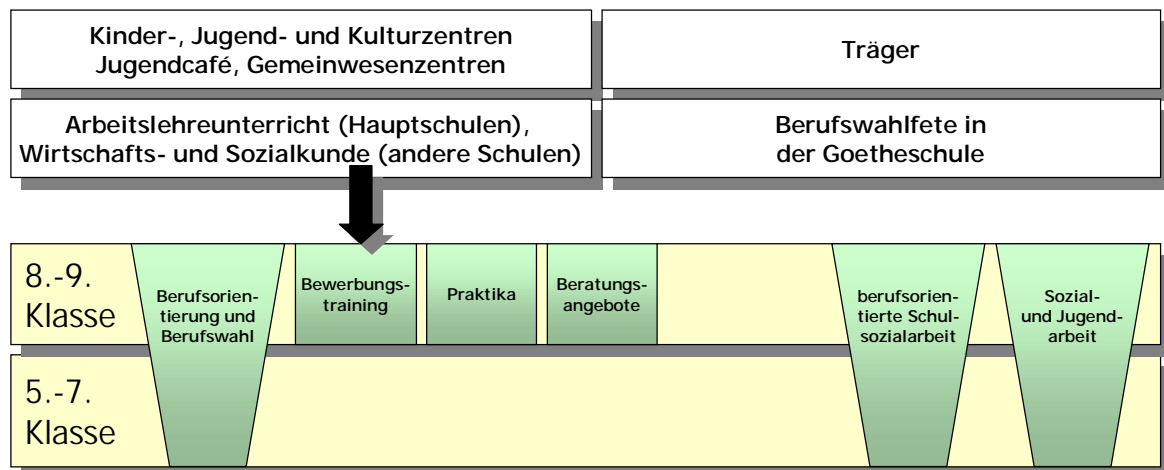 Kinder-, Jugend- und Kulturzentren
Jugendcafé, Gemeinwesenzentren
Träger
Arbeitslehreunterricht (Hauptschulen),
Wirtschafts- und Sozialkunde (andere Schulen)
Berufswahlfete in
der Goetheschule
8.-9.
Klasse
Berufsorien-
tierung und
Berufswahl
Bewerbungs-
training
Praktika
Beratungs-
angebote
berufsorien-
tierte Schul-
sozialarbeit
Sozial-
und Jugend-
arbeit
5.-7.
Klasse